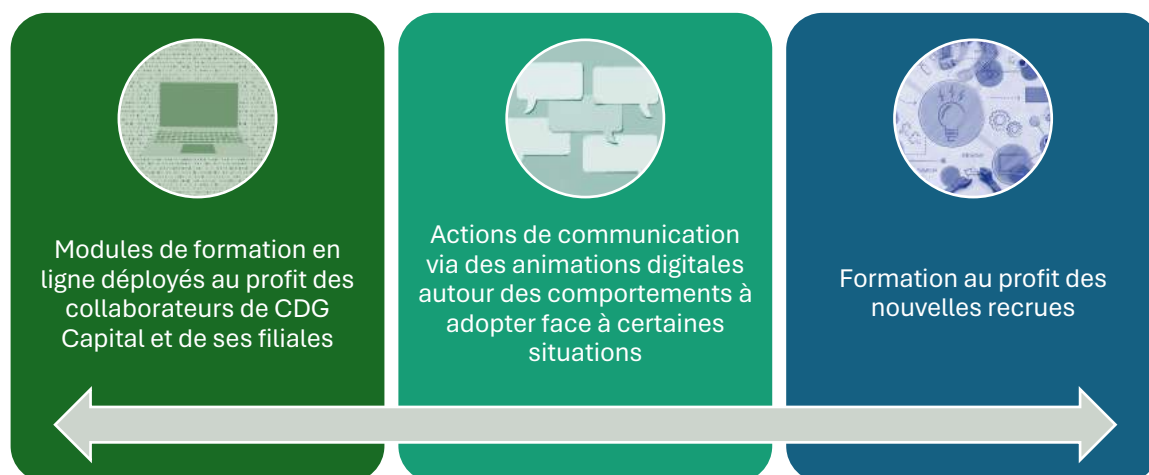 Modules de formation en
ligne déployés au profit des
collaborateurs de CDG
Capital et de ses filiales
Actions de communication
via des animations digitales
autour des comportements à
adopter face à certaines
situations
Formation au profit des
nouvelles recrues